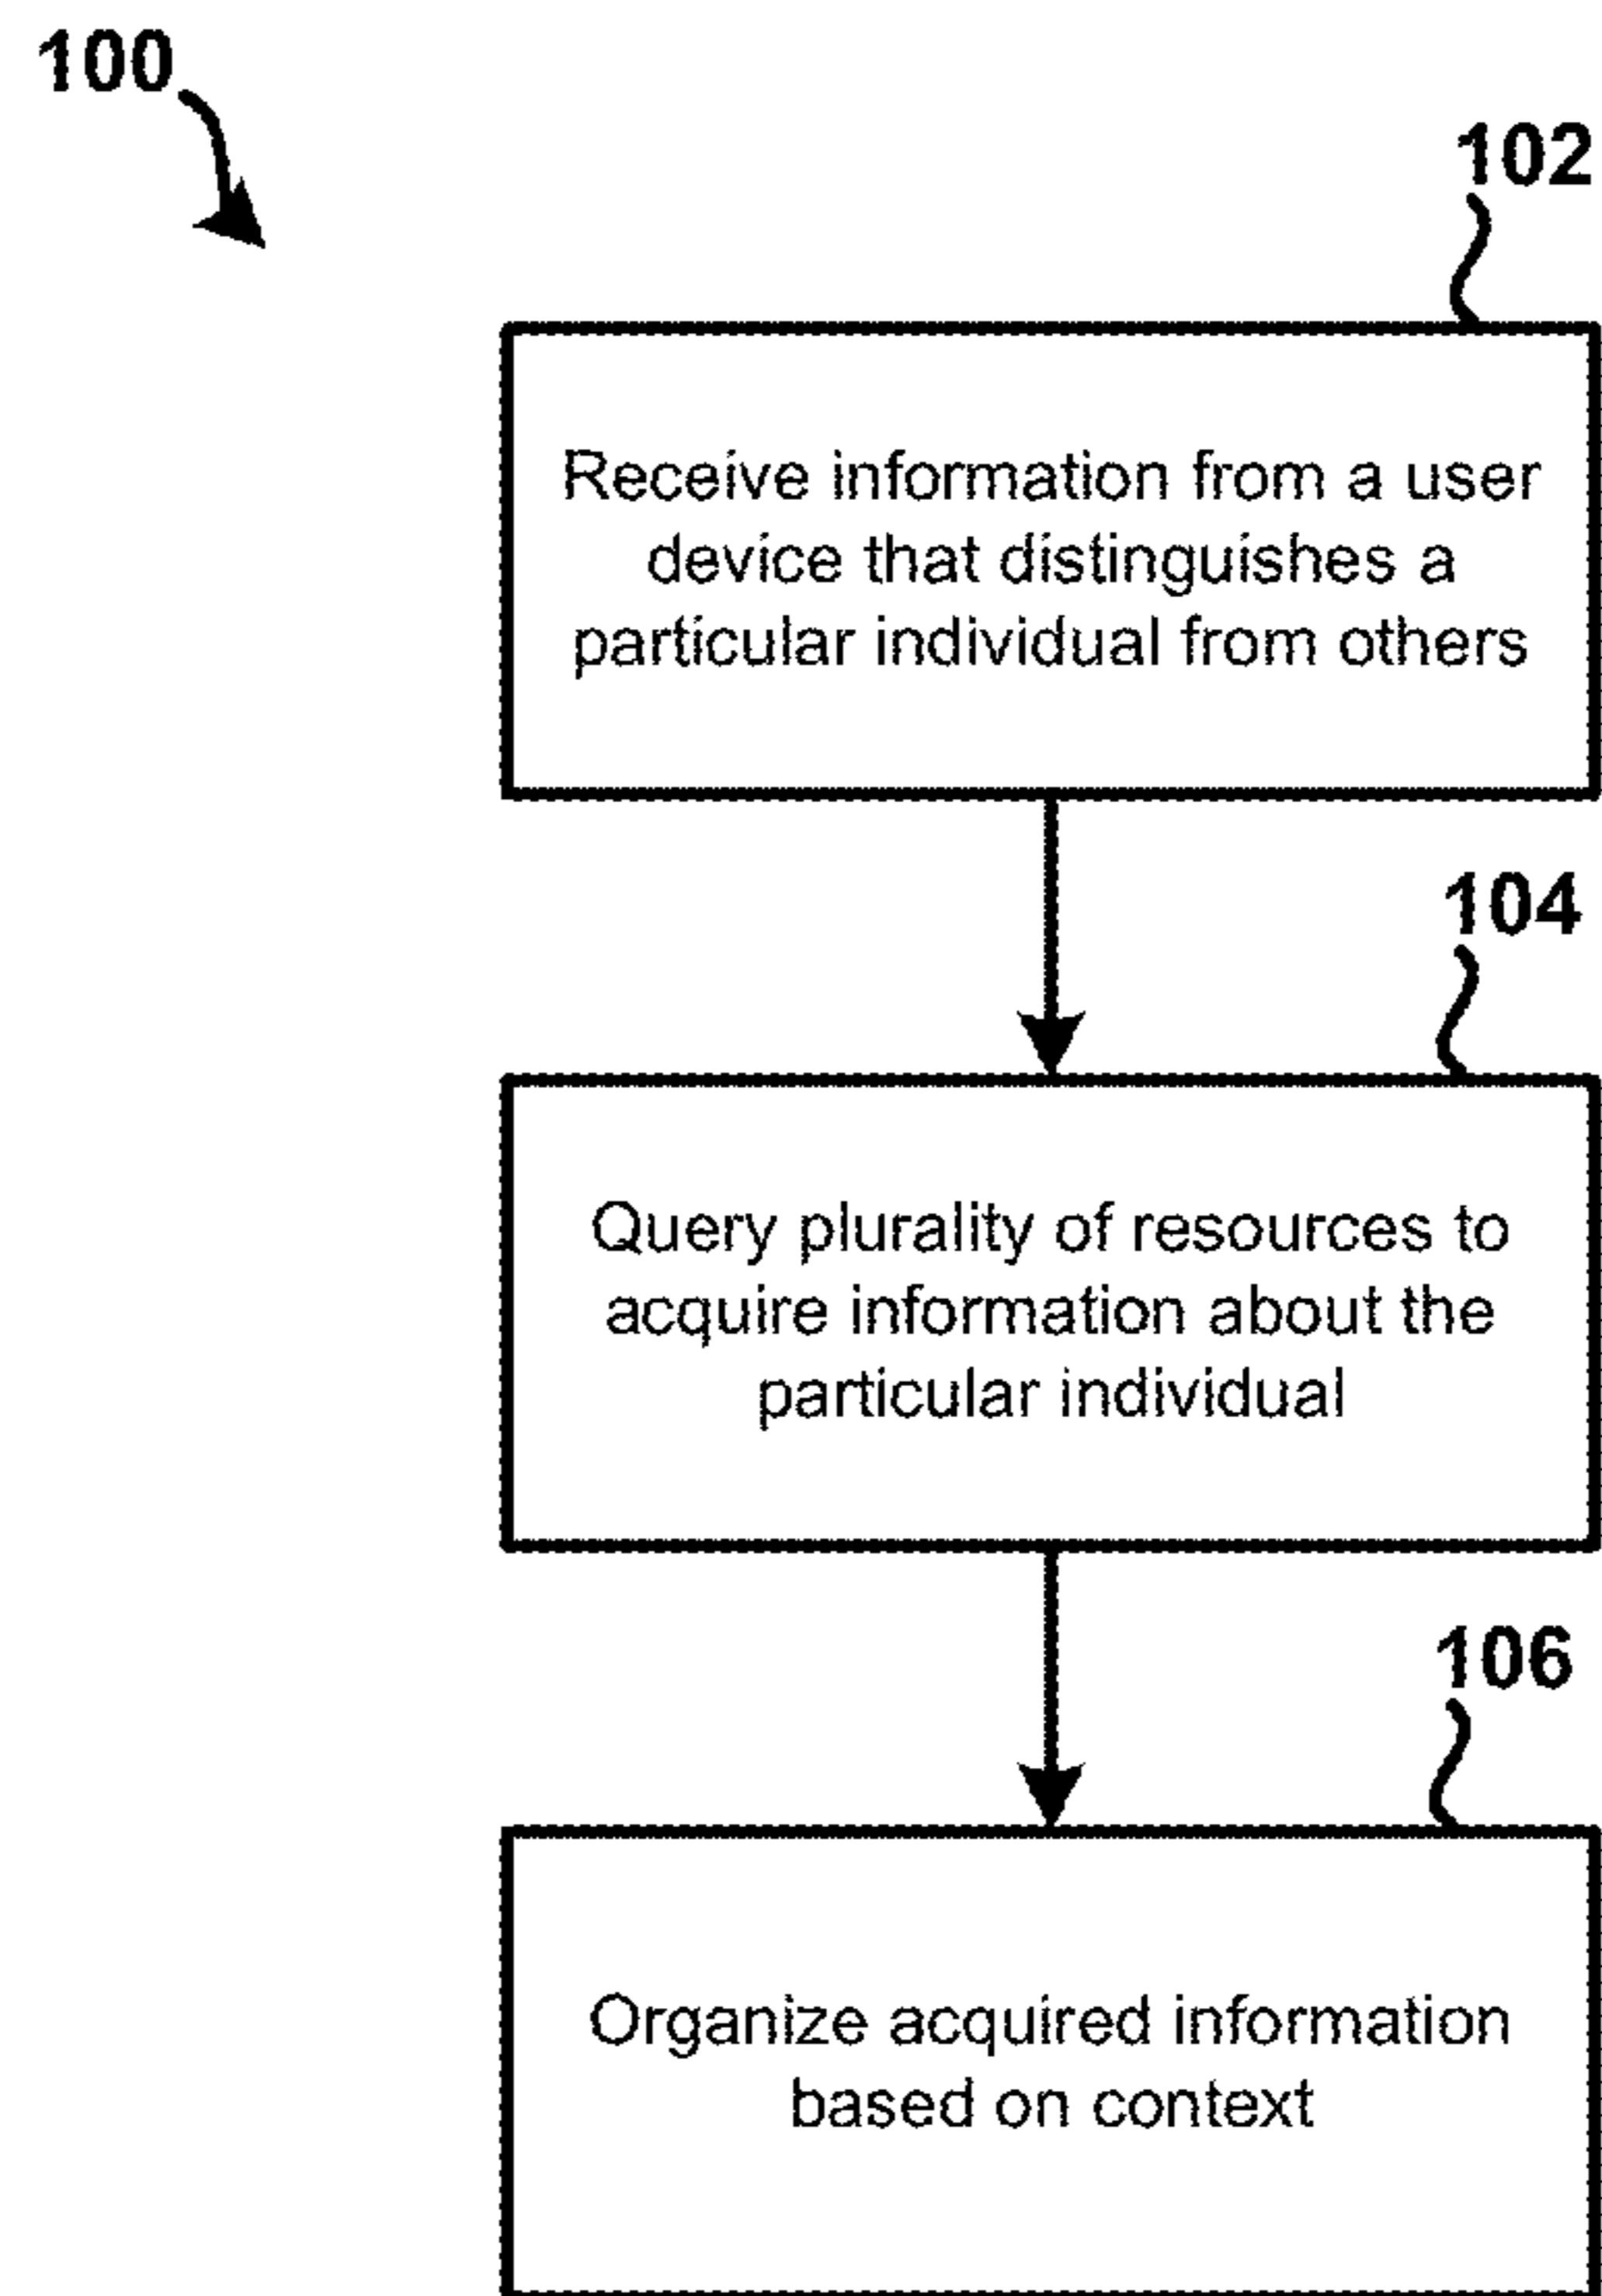 100
102
Receive information from a user
device that distinguishes a
particular individual from others
104
Query plurality of resources to
acquire information about the
particular individual
106
Organize acquired information
based on context